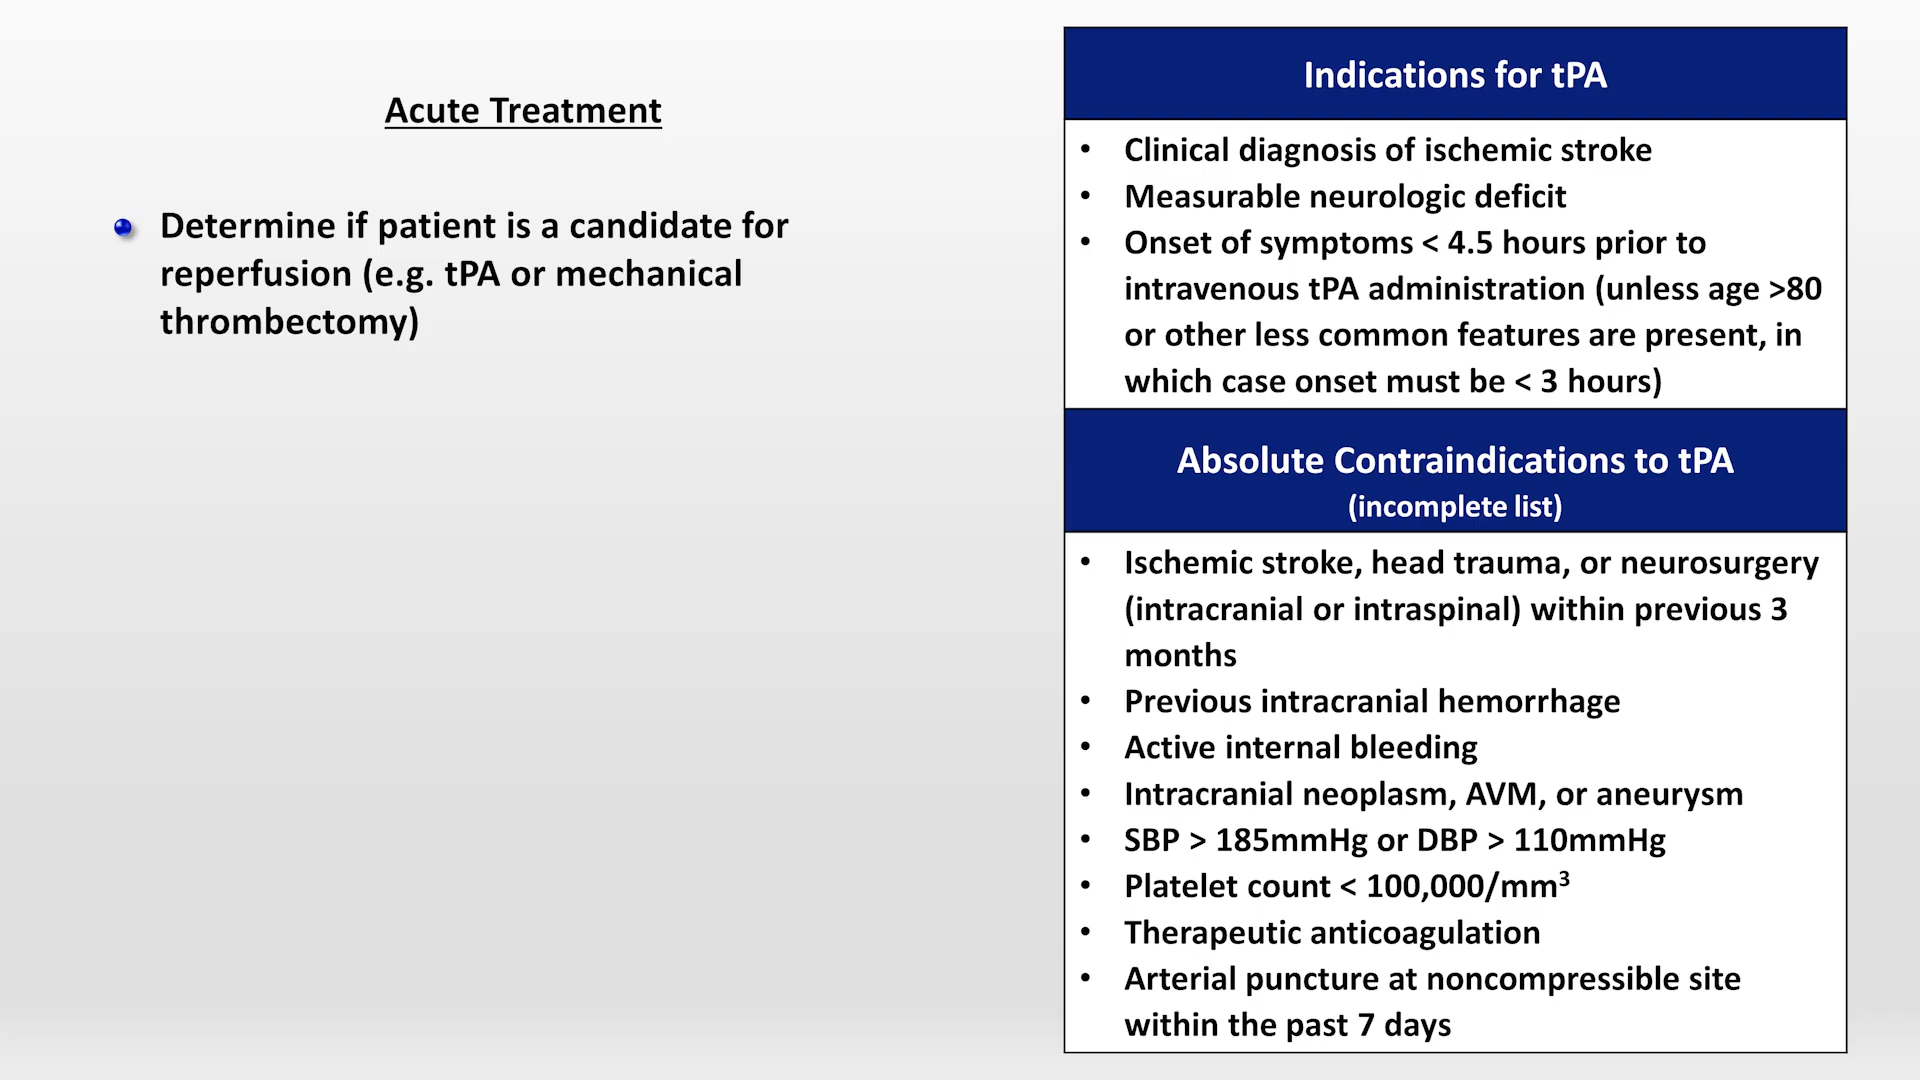 Acute Treatment
Determine if patient is a candidate for
reperfusion (e.g. tPA or mechanical
thrombectomy)
Indications for tPA
• Clinical diagnosis of ischemic stroke
• Measurable neurologic deficit
• Onset of symptoms < 4.5 hours prior to
intravenous tPA administration (unless age >80
or other less common features are present, in
which case onset must be < 3 hours)
Absolute Contraindications to tPA
(incomplete list)
• Ischemic stroke, head trauma, or neurosurgery
(intracranial or intraspinal) within previous 3
months
• Previous intracranial hemorrhage
• Active internal bleeding
• Intracranial neoplasm, AVM, or aneurysm
• SBP > 185mmHg or DBP > 110mmHg
• Platelet count < 100,000/mm³
• Therapeutic anticoagulation
• Arterial puncture at noncompressible site
within the past 7 days